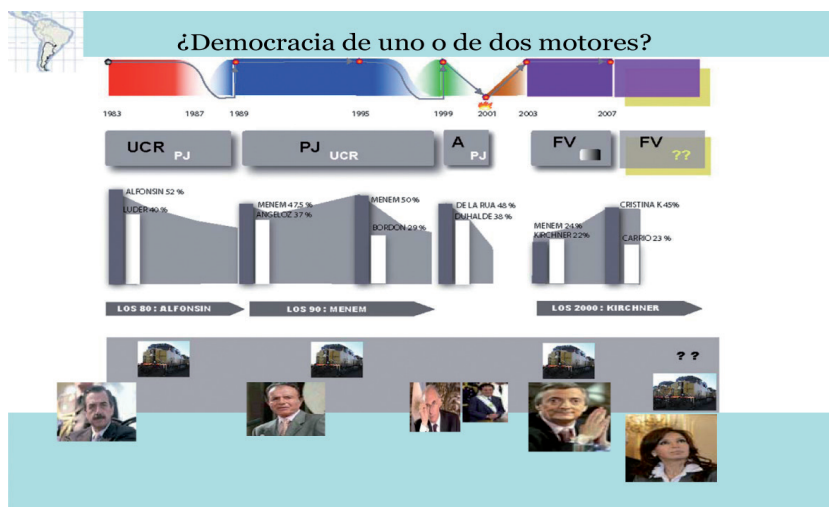 ¿Democracia de uno o de dos motores?
1983 1987 1989 1995 1999 2001 2003 2007
UCR PJ
PJ UCR
A PJ
FV
FV ??
ALFONSIN 52 %
LUDER 40 %
MENEM 47,5 %
ANGELOZ 37 %
MENEM 50 %
BORDON 29 %
DE LA RUA 48 %
DUHALDE 38 %
MENEM 24 %
KIRCHNER 22%
CRISTINA K 45%
CARRIO 23 %
LOS 80 : ALFONSIN
LOS 90 : MENEM
LOS 2000 : KIRCHNER
? ?